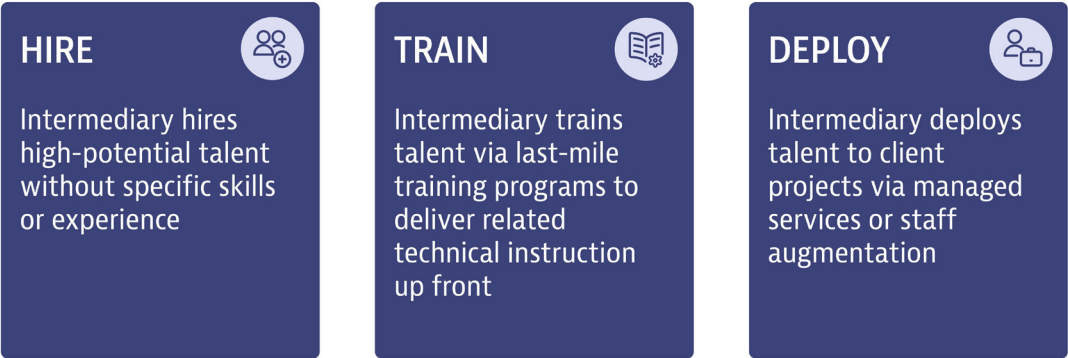 HIRE
Intermediary hires
high-potential talent
without specific skills
or experience
TRAIN
Intermediary trains
talent via last-mile
training programs to
deliver related
technical instruction
up front
DEPLOY
Intermediary deploys
talent to client
projects via managed
services or staff
augmentation